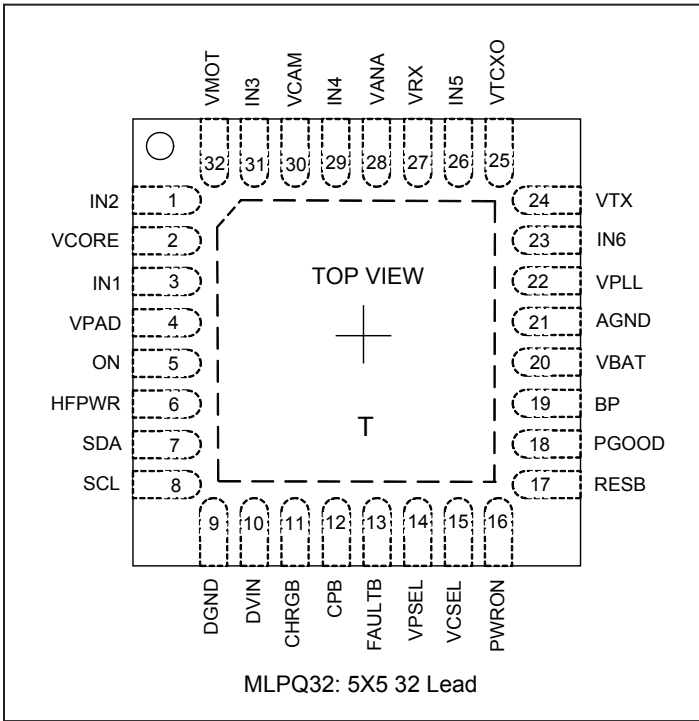 VMOT
IN3
VCAM
IN4
VANA
VRX
IN5
VTCXO
32
31
30
29
28
27
26
25
IN2 1
VCORE 2
IN1 3
VPAD 4
ON 5
HFPWR 6
SDA 7
SCL 8
TOP VIEW
T
24 VTX
23 IN6
22 VPLL
21 AGND
20 VBAT
19 BP
18 PGOOD
17 RESB
9
10
11
12
13
14
15
16
DGND
DVIN
CHRGB
CPB
FAULTB
VPSEL
VCSEL
PWRON
MLPQ32: 5X5 32 Lead